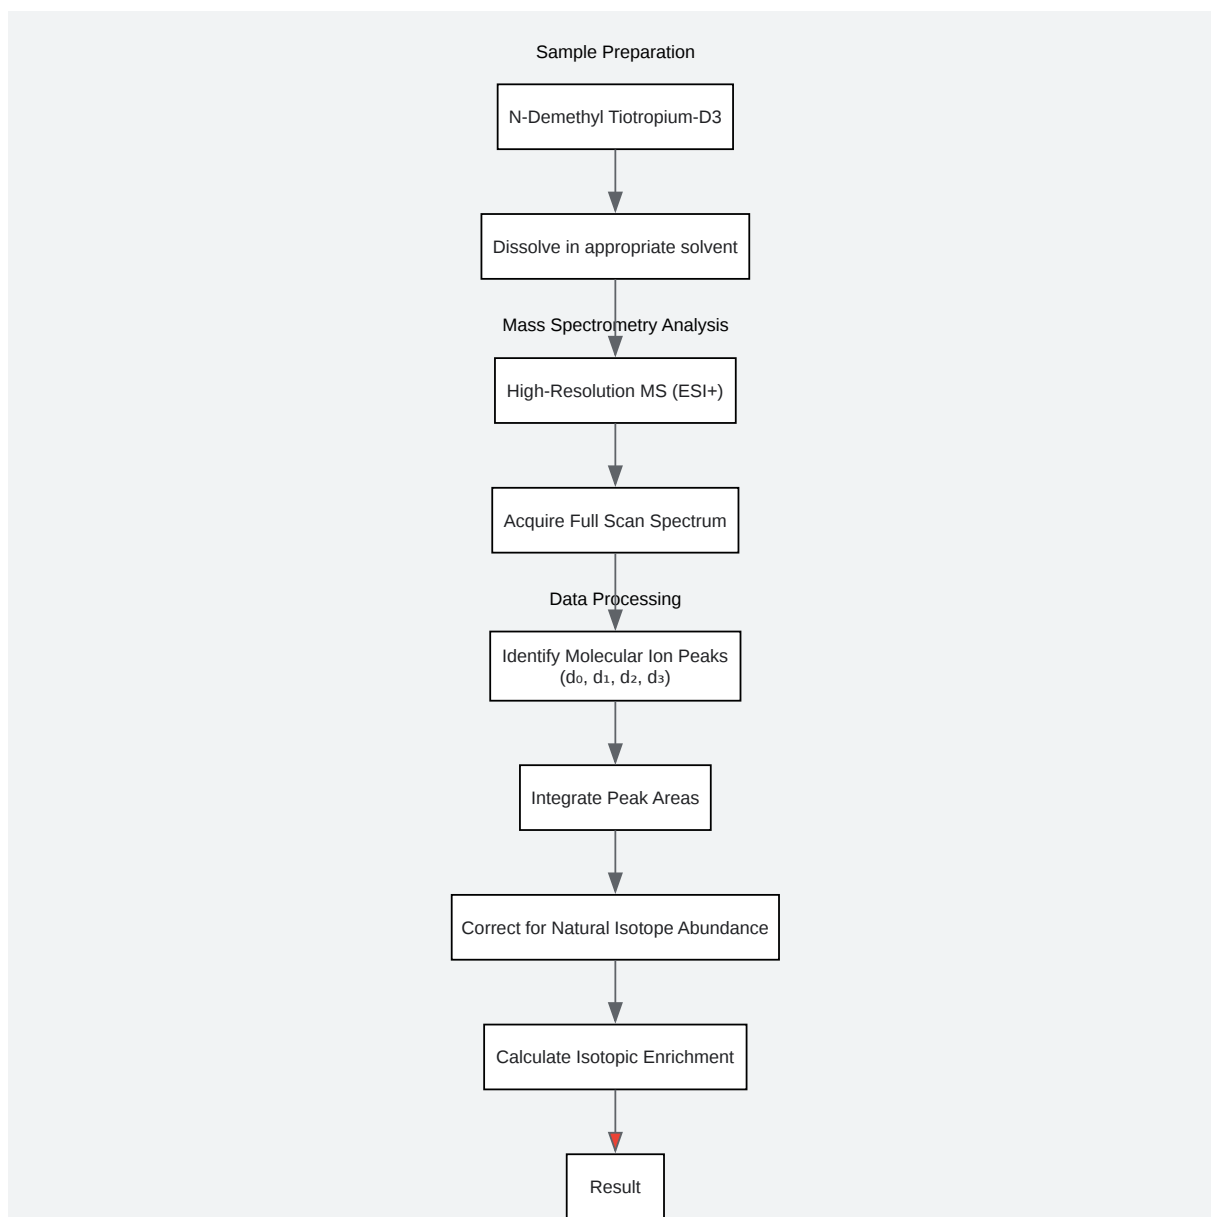 Sample Preparation
N-Demethyl Tiotropium-D3
Dissolve in appropriate solvent
Mass Spectrometry Analysis
High-Resolution MS (ESI+)
Acquire Full Scan Spectrum
Data Processing
Identify Molecular Ion Peaks
(d₀, d₁, d₂, d₃)
Integrate Peak Areas
Correct for Natural Isotope Abundance
Calculate Isotopic Enrichment
Result